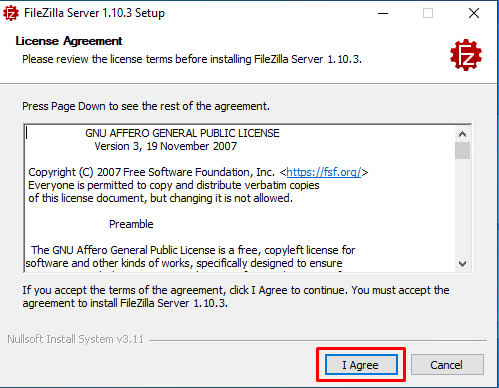 FileZilla Server 1.10.3 Setup
License Agreement
Please review the license terms before installing FileZilla Server 1.10.3.
Press Page Down to see the rest of the agreement.
GNU AFFERO GENERAL PUBLIC LICENSE
Version 3, 19 November 2007
Copyright (C) 2007 Free Software Foundation, Inc. <https://fsf.org/>
Everyone is permitted to copy and distribute verbatim copies
of this license document, but changing it is not allowed.
Preamble
The GNU Affero General Public License is a free, copyleft license for
software and other kinds of works, specifically designed to ensure
If you accept the terms of the agreement, click I Agree to continue. You must accept the
agreement to install FileZilla Server 1.10.3.
Nullsoft Install System v3.11
I Agree
Cancel